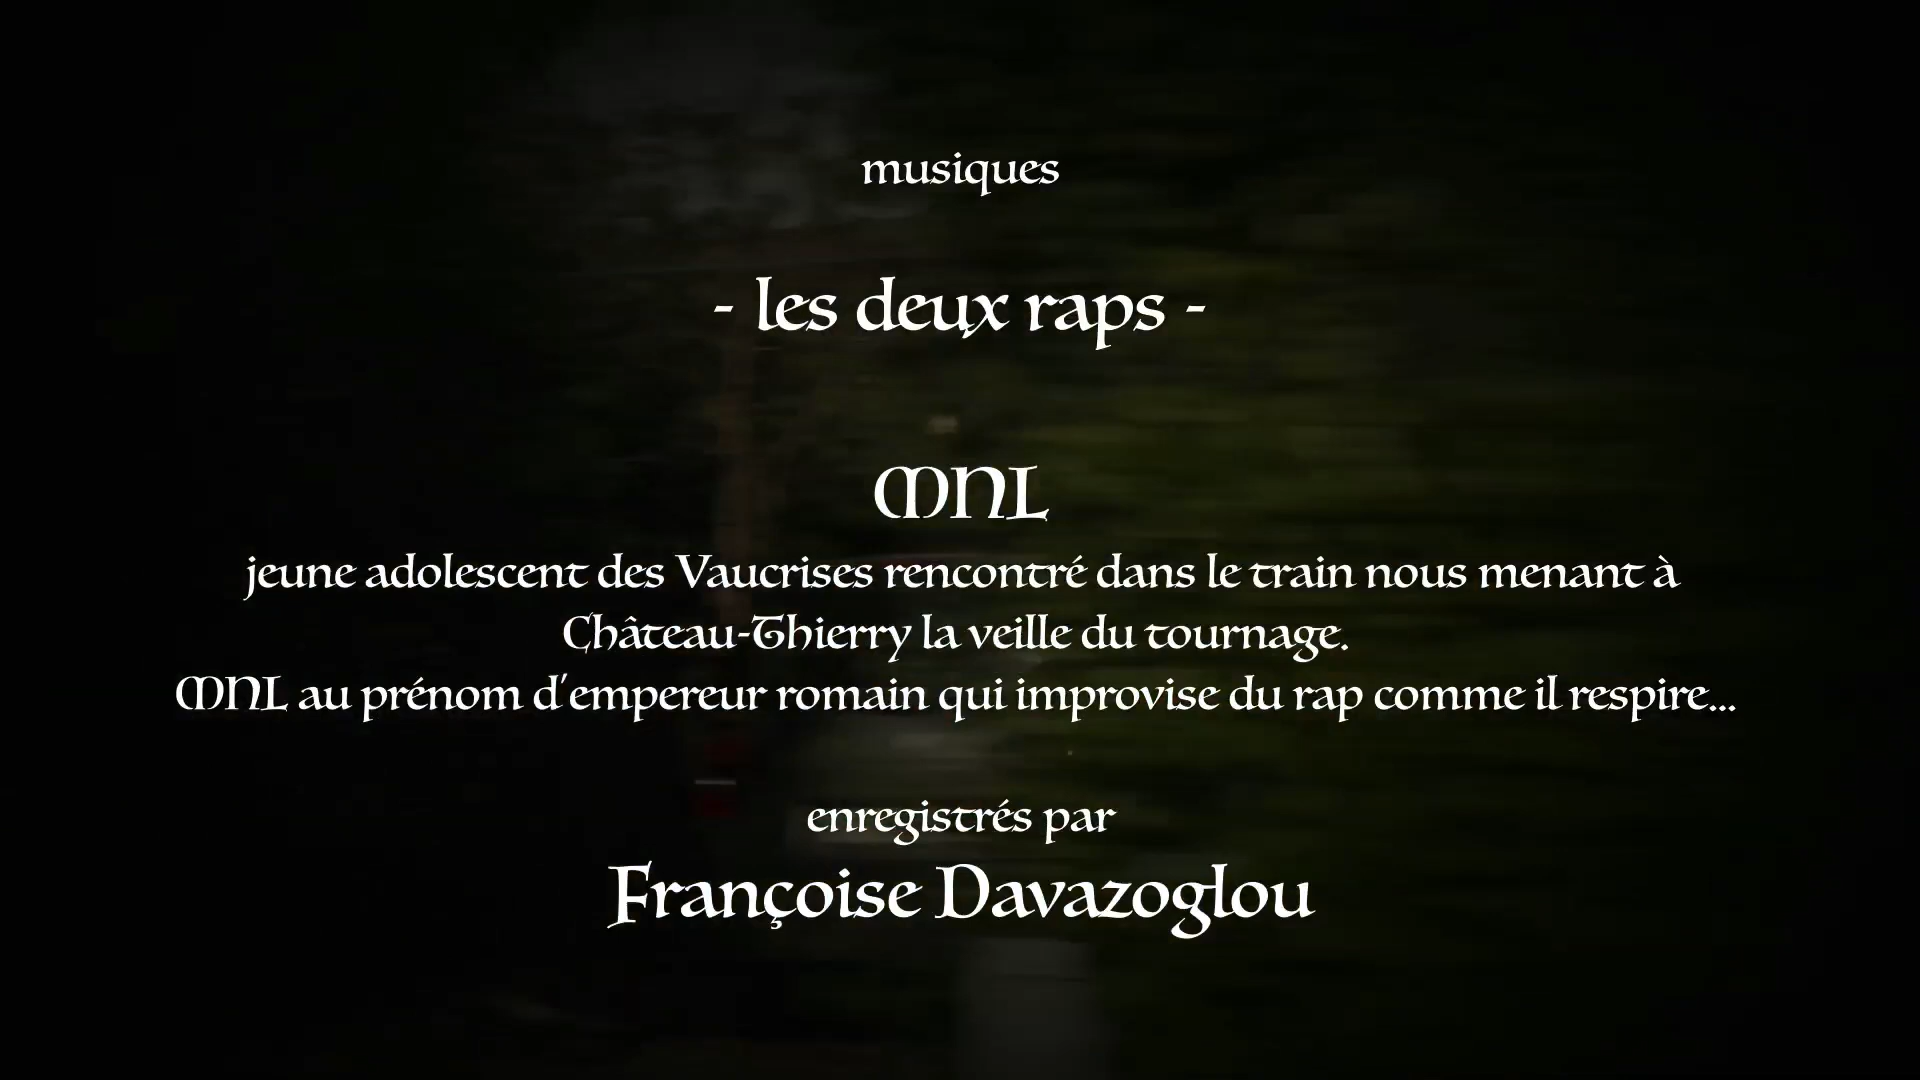 musiques
- les deux raps -
MNL
jeune adolescent des Vaucrises rencontré dans le train nous menant à
Château-Thierry la veille du tournage.
MNL au prénom d'empereur romain qui improvise du rap comme il respire...
enregistrés par
Françoise Davazoglou